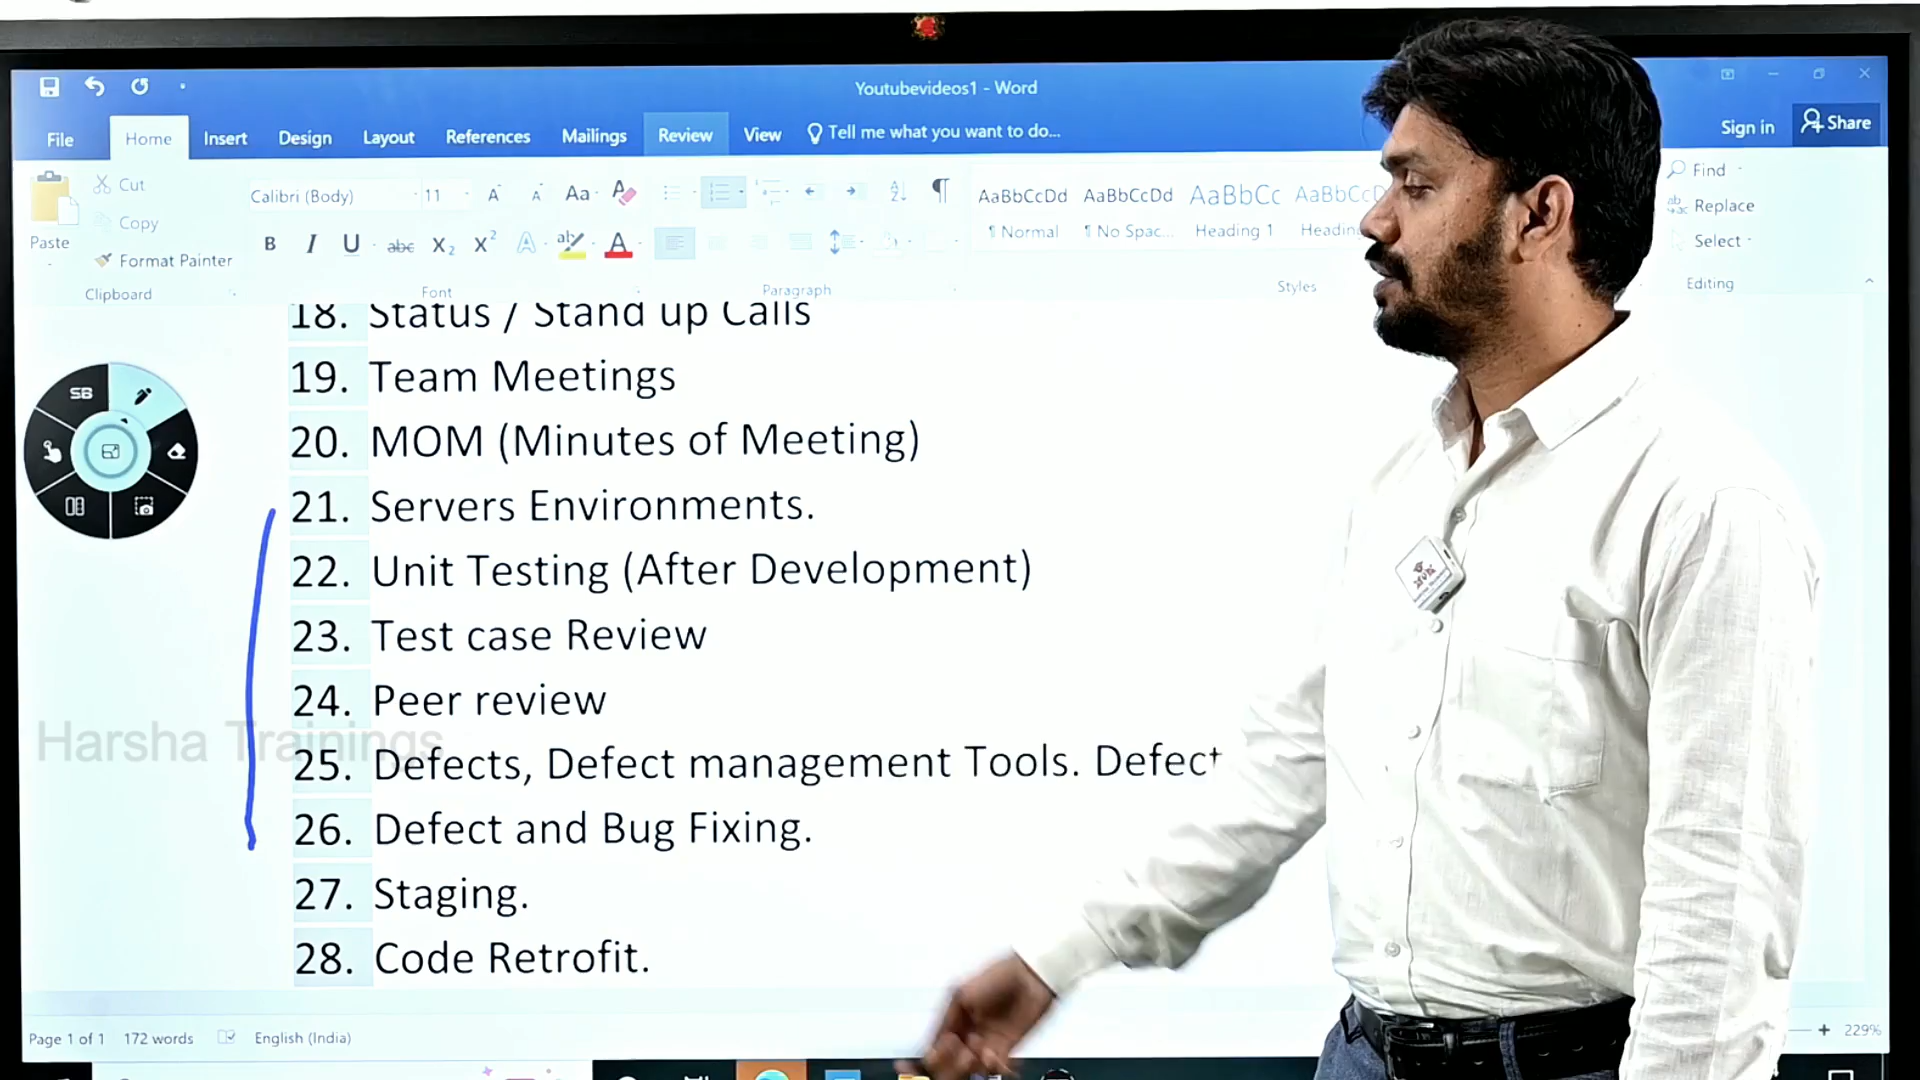 Youtubevideos1 - Word
File Home Insert Design Layout References Mailings Review View Tell me what you want to do... Sign in Share
Cut
Copy
Paste
Format Painter
Clipboard
Calibri (Body) 11
Font
Paragraph
AaBbCcDd AaBbCcDd AaBbCc AaBbCcD
¶ Normal ¶ No Spac... Heading 1 Heading
Styles
Find
Replace
Select
Editing
SB
18. Status / Stand up Calls
19. Team Meetings
20. MOM (Minutes of Meeting)
21. Servers Environments.
22. Unit Testing (After Development)
23. Test case Review
24. Peer review
Harsha Trainings
25. Defects, Defect management Tools. Defect
26. Defect and Bug Fixing.
27. Staging.
28. Code Retrofit.
Page 1 of 1 172 words English (India) 229%